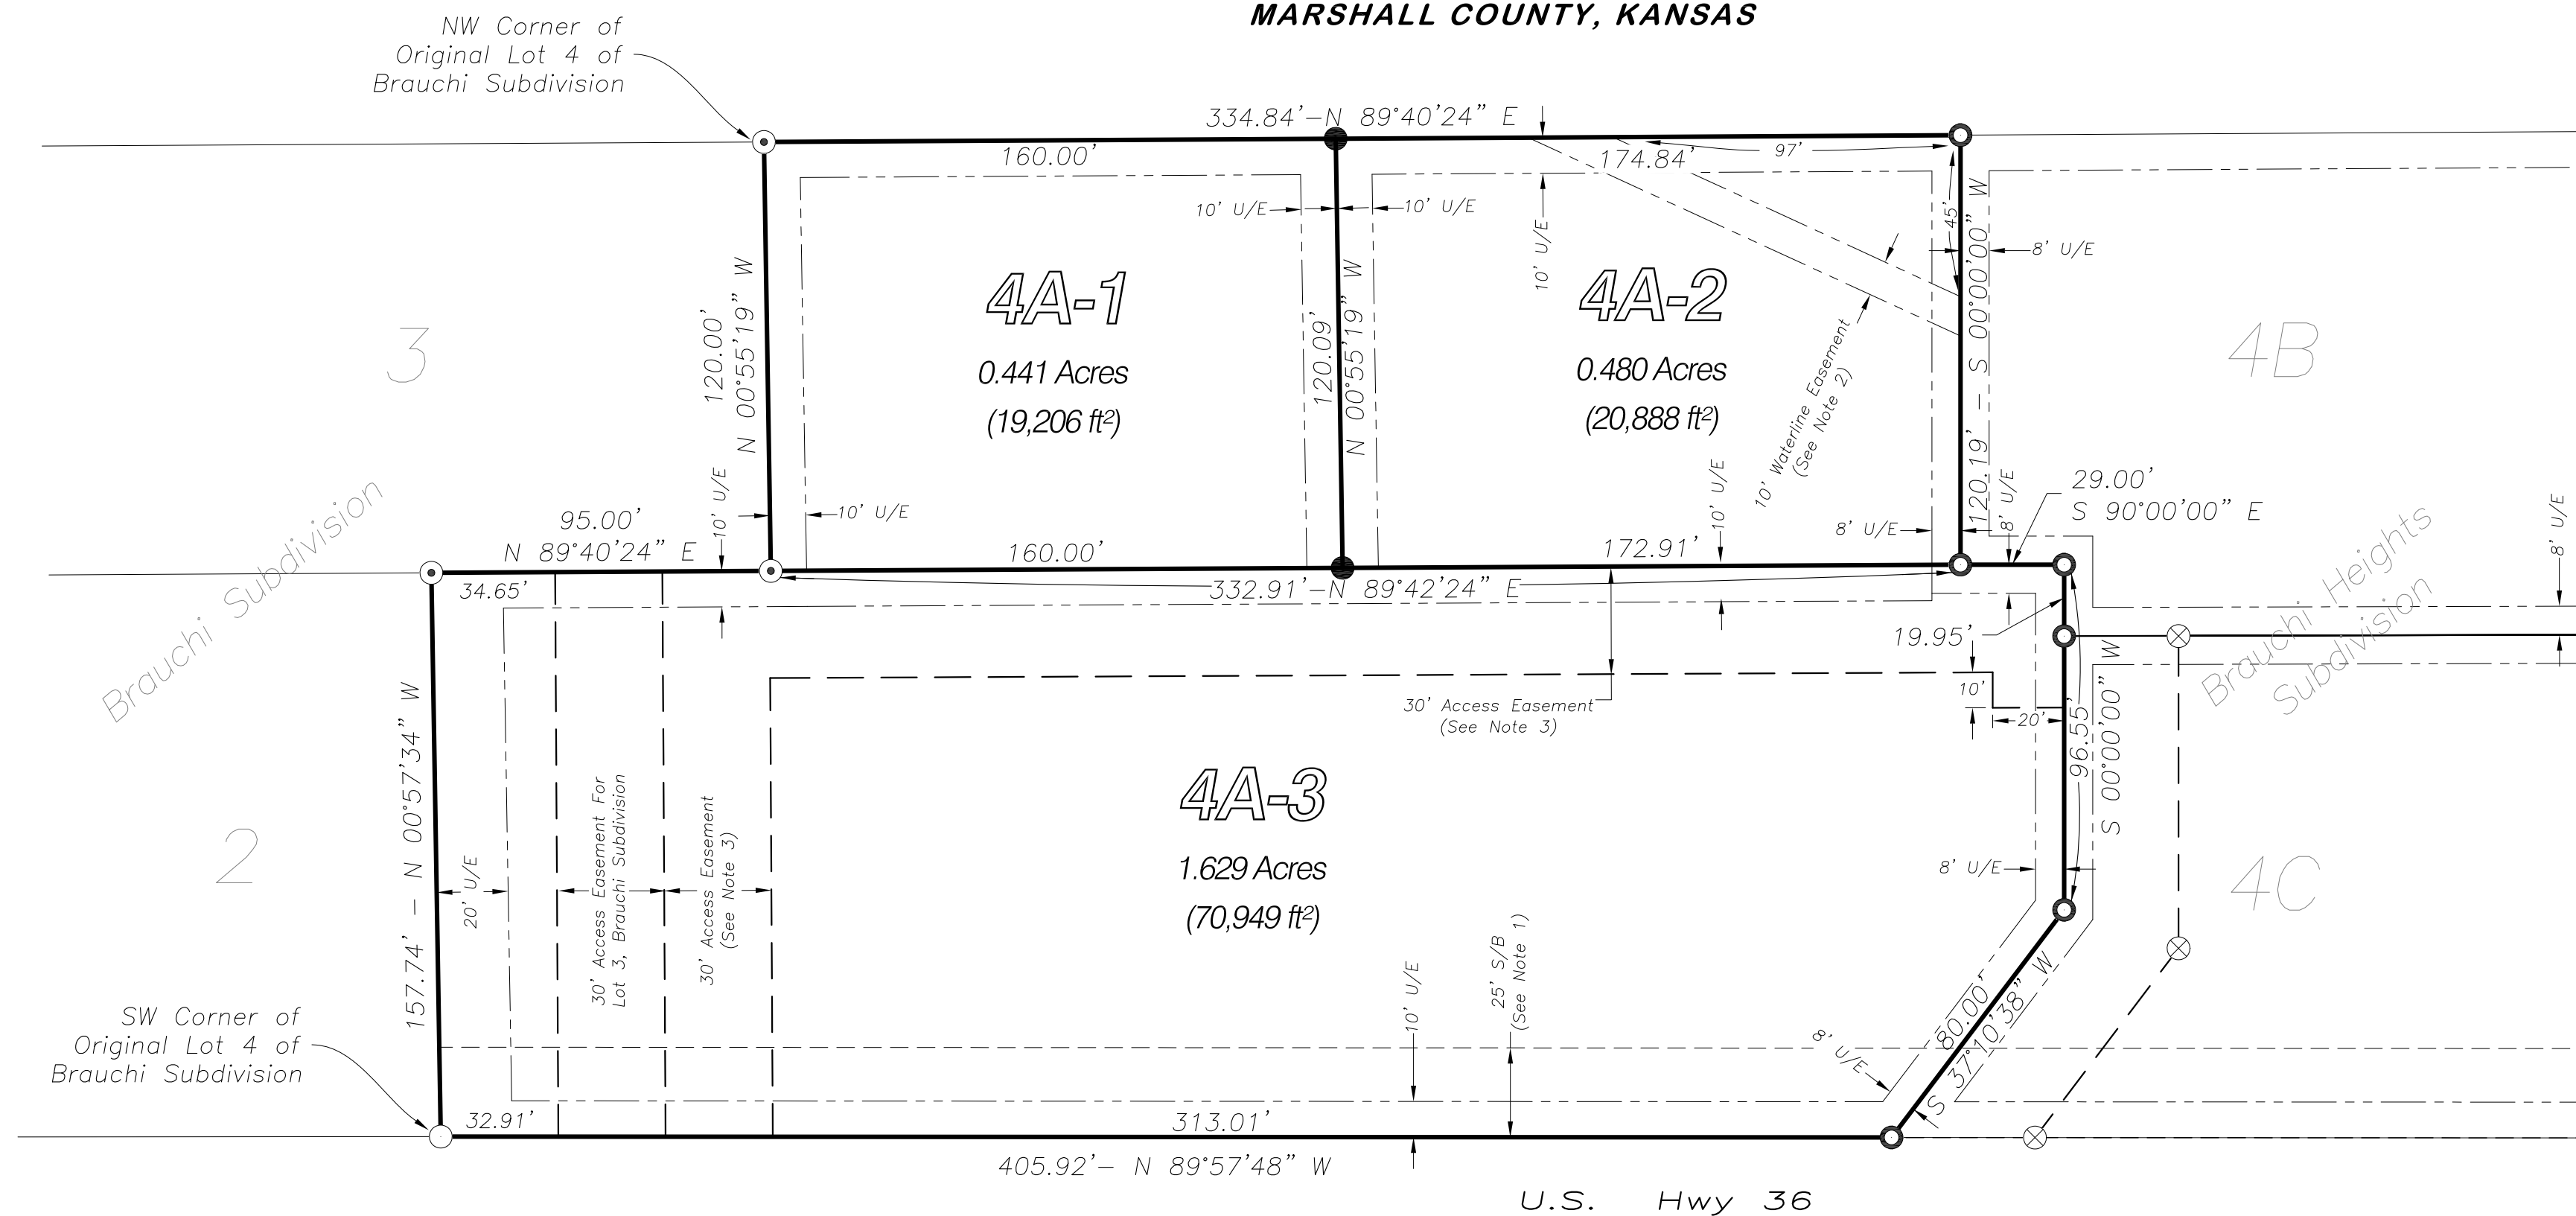 MARSHALL COUNTY, KANSAS
NW Corner of
Original Lot 4 of
Brauchi Subdivision
334.84'-N 89°40'24" E
160.00'
174.84'
97'
10' U/E
10' U/E
10' U/E
45'
8' U/E
120.19' - S 00°00'00" W
3
120.00'
N 00°55'19" W
4A-1
0.441 Acres
(19,206 ft²)
120.09'
N 00°55'19" W
4A-2
0.480 Acres
(20,888 ft²)
10' Waterline Easement
(See Note 2)
4B
Brauchi Subdivision
95.00'
N 89°40'24" E
10' U/E
10' U/E
160.00'
172.91'
10' U/E
8' U/E
8' U/E
29.00'
S 90°00'00" E
Brauchi Heights
Subdivision
8' U/E
34.65'
332.91'-N 89°42'24" E
19.95'
10'
20'
30' Access Easement
(See Note 3)
96.55'
S 00°00'00" W
2
157.74' - N 00°57'34" W
20' U/E
30' Access Easement For
Lot 3, Brauchi Subdivision
30' Access Easement
(See Note 3)
4A-3
1.629 Acres
(70,949 ft²)
8' U/E
4C
10' U/E
25' S/B
(See Note 1)
8' U/E
80.00'
S 37°10'38" W
SW Corner of
Original Lot 4 of
Brauchi Subdivision
32.91'
313.01'
405.92'- N 89°57'48" W
U.S. Hwy 36